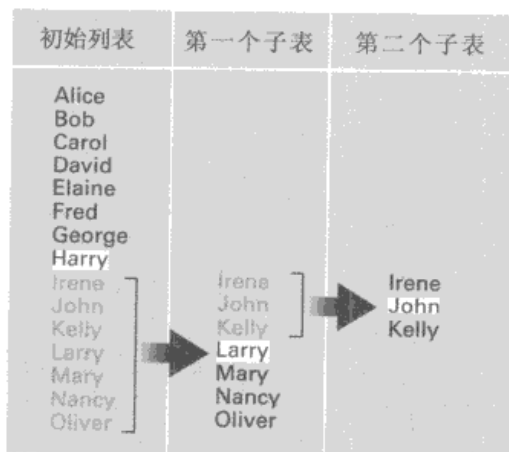 初始列表
第一个子表
第二个子表
Alice
Bob
Carol
David
Elaine
Fred
George
Harry
Irene
John
Kelly
Larry
Mary
Nancy
Oliver
Irene
John
Kelly
Larry
Mary
Nancy
Oliver
Irene
John
Kelly